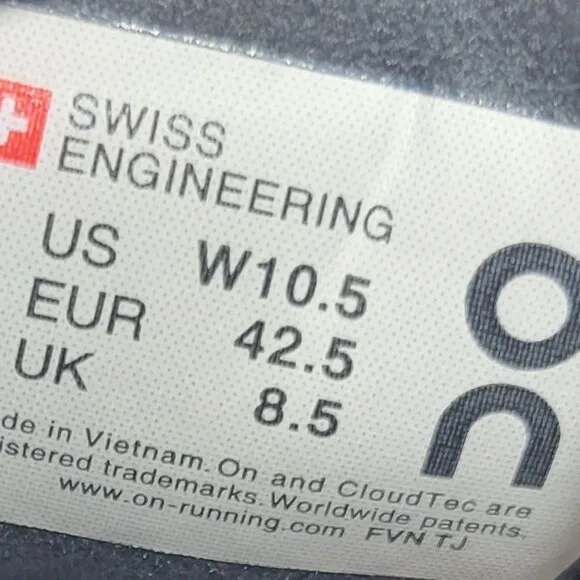 SWISS
ENGINEERING
US W10.5
EUR 42.5
UK 8.5
de in Vietnam. On and CloudTec are
istered trademarks. Worldwide patents.
www.on-running.com FVN TJ
on